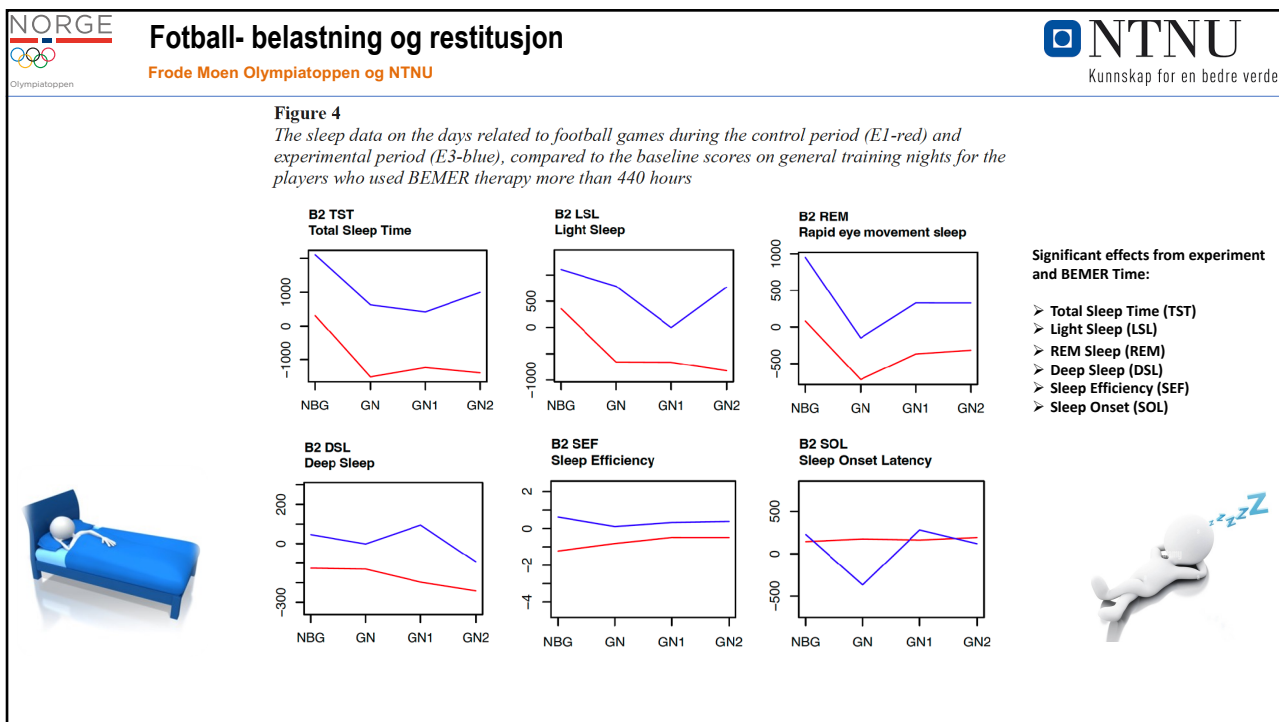 NORGE
Olympiatoppen
Fotball- belastning og restitusjon
Frode Moen Olympiatoppen og NTNU
NTNU
Kunnskap for en bedre verde
Figure 4
The sleep data on the days related to football games during the control period (E1-red) and
experimental period (E3-blue), compared to the baseline scores on general training nights for the
players who used BEMER therapy more than 440 hours
B2 TST
Total Sleep Time
1000
0
-1000
NBG GN GN1 GN2
B2 LSL
Light Sleep
500
0
-1000
NBG GN GN1 GN2
B2 REM
Rapid eye movement sleep
1000
500
0
-500
NBG GN GN1 GN2
B2 DSL
Deep Sleep
200
0
-300
NBG GN GN1 GN2
B2 SEF
Sleep Efficiency
2
0
-2
-4
NBG GN GN1 GN2
B2 SOL
Sleep Onset Latency
500
0
-500
NBG GN GN1 GN2
Significant effects from experiment
and BEMER Time:
➢ Total Sleep Time (TST)
➢ Light Sleep (LSL)
➢ REM Sleep (REM)
➢ Deep Sleep (DSL)
➢ Sleep Efficiency (SEF)
➢ Sleep Onset (SOL)
z z z z Z